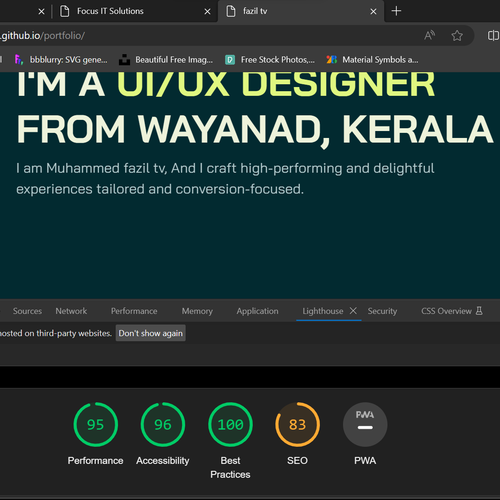 Focus IT Solutions
fazil tv
.github.io/portfolio/
bbblurry: SVG gene...
Beautiful Free Imag...
Free Stock Photos,...
Material Symbols a...
I'M A UI/UX DESIGNER
FROM WAYANAD, KERALA
I am Muhammed fazil tv, And I craft high-performing and delightful
experiences tailored and conversion-focused.
Sources Network Performance Memory Application Lighthouse Security CSS Overview
hosted on third-party websites. Don't show again
95 96 100 83 PWA
Performance Accessibility Best Practices SEO PWA